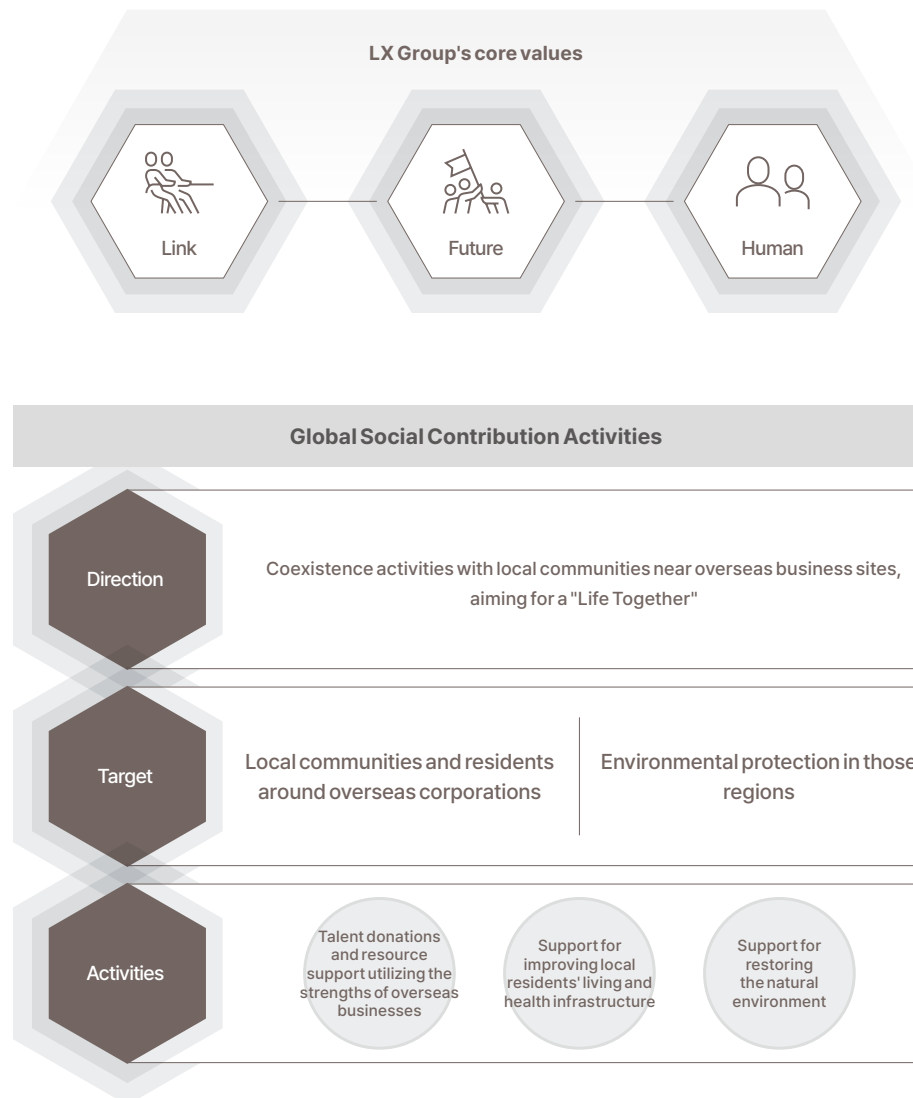 LX Group's core values
Link
Future
Human
Global Social Contribution Activities
Direction
Coexistence activities with local communities near overseas business sites,
aiming for a "Life Together"
Target
Local communities and residents
around overseas corporations
Environmental protection in those
regions
Activities
Talent donations
and resource
support utilizing the
strengths of overseas
businesses
Support for
improving local
residents' living and
health infrastructure
Support for
restoring
the natural
environment